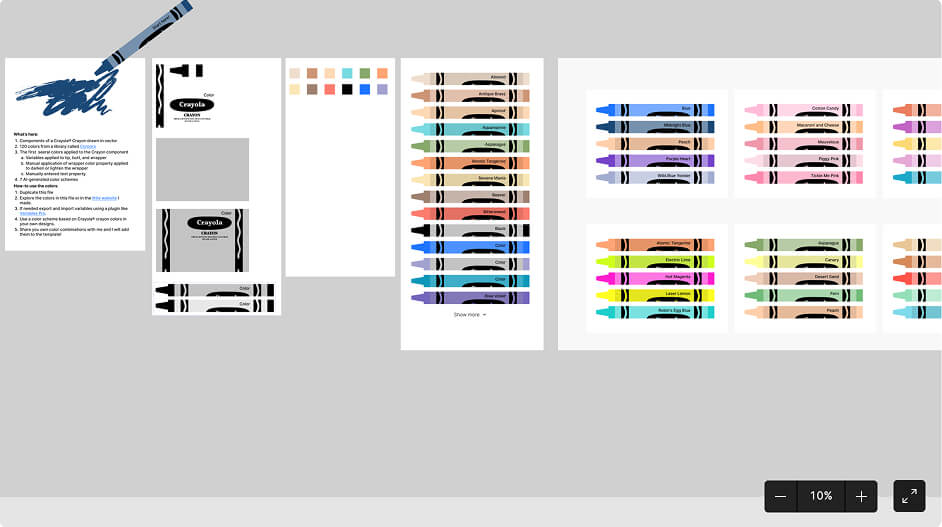 What's here:
1. Components of a Crayola® Crayon drawn in vector
2. 120 colors from a library called Crayons
3. The first several colors applied to the Crayon component
a. Variables applied to tip, butt, and wrapper
b. Manual application of wrapper color property applied
to darken or lighten the wrapper
c. Manually entered text property
4. 7 AI-generated color schemes
How-to use the colors
1. Duplicate this file
2. Explore the colors in this file or in the
made.
3. If needed export and import variables using a plugin like
Variables Pro.
4. Use a color scheme based on Crayola® crayon colors in
your own designs.
5. Share you own color combinations with me and I will add
them to the template!
Color
Crayola
CRAYON
Color
Crayola
CRAYON
Color
Color
Almond
Antique Brass
Apricot
Aquamarine
Asparagus
Atomic Tangerine
Banana Mania
Beaver
Bittersweet
Black
Color
Color
Color
Blue Violet
Show more
Blue
Midnight Blue
Peach
Purple Heart
Wild Blue Yonder
Cotton Candy
Macaroni and Cheese
Mauvelous
Piggy Pink
Tickle Me Pink
Atomic Tangerine
Electric Lime
Hot Magenta
Laser Lemon
Robin's Egg Blue
Asparagus
Canary
Desert Sand
Fern
Peach
10%